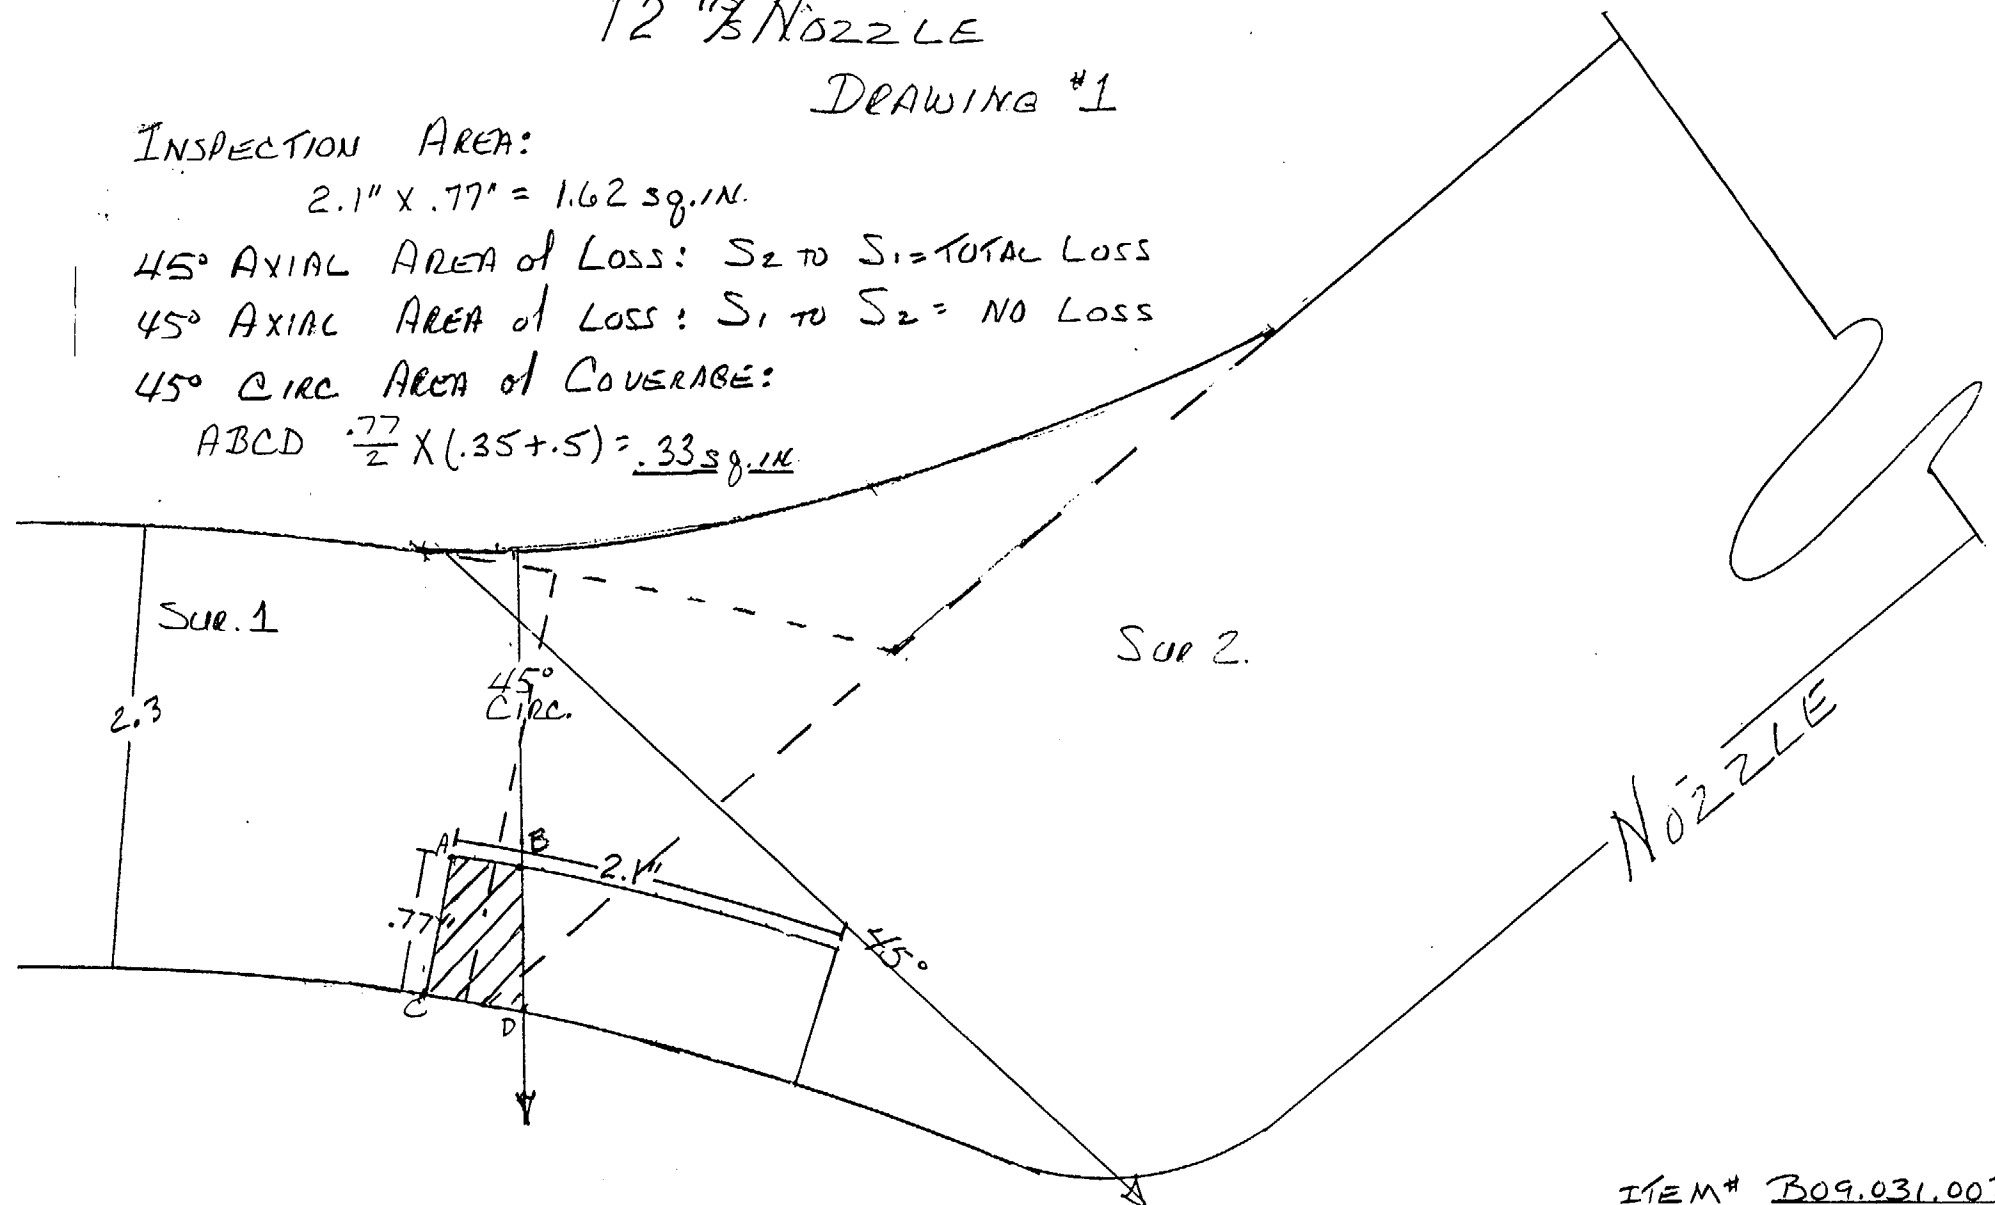 12" NOZZLE
DRAWING #1
INSPECTION AREA:
2.1" X .77" = 1.62 sq.IN.
45° AXIAL AREA of LOSS: S2 TO S1 = TOTAL LOSS
45° AXIAL AREA of LOSS: S1 TO S2 = NO LOSS
45° CIRC AREA of COVERAGE:
ABCD .77/2 X (.35+.5) = .33 sq.IN
SUR. 1
SUR 2.
45°
CIRC.
2.3
NOZZLE
A
B
2.1"
.77"
45°
C
D
ITEM# B09.031.00